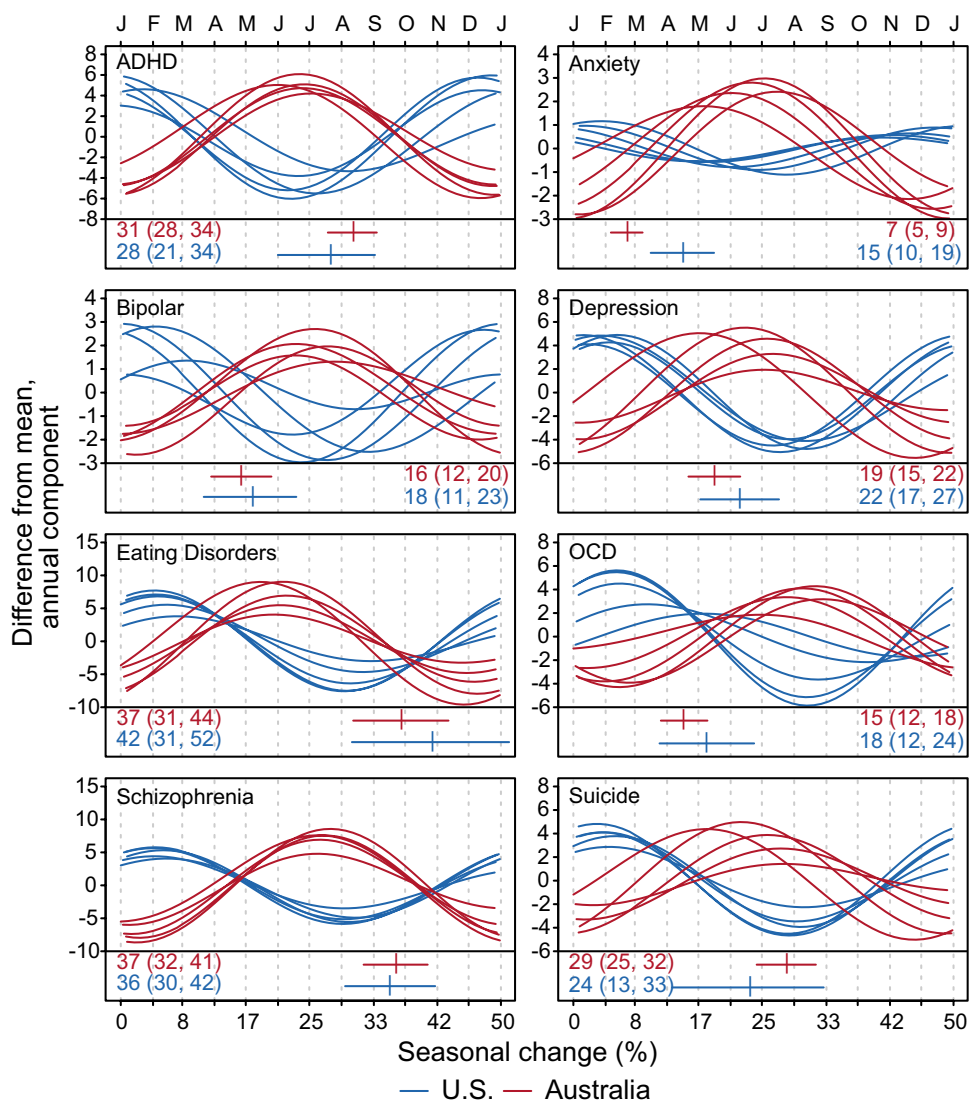 J F M A M J J A S O N D J
J F M A M J J A S O N D J
Difference from mean,
annual component
ADHD
8
6
4
2
0
-2
-4
-6
-8
31 (28, 34)
28 (21, 34)
Anxiety
4
3
2
1
0
-1
-2
-3
7 (5, 9)
15 (10, 19)
Bipolar
4
3
2
1
0
-1
-2
-3
16 (12, 20)
18 (11, 23)
Depression
8
6
4
2
0
-2
-4
-6
19 (15, 22)
22 (17, 27)
Eating Disorders
15
10
5
0
-5
-10
37 (31, 44)
42 (31, 52)
OCD
8
6
4
2
0
-2
-4
-6
15 (12, 18)
18 (12, 24)
Schizophrenia
15
10
5
0
-5
-10
37 (32, 41)
36 (30, 42)
Suicide
8
6
4
2
0
-2
-4
-6
29 (25, 32)
24 (13, 33)
0 8 17 25 33 42 50
0 8 17 25 33 42 50
Seasonal change (%)
U.S. Australia